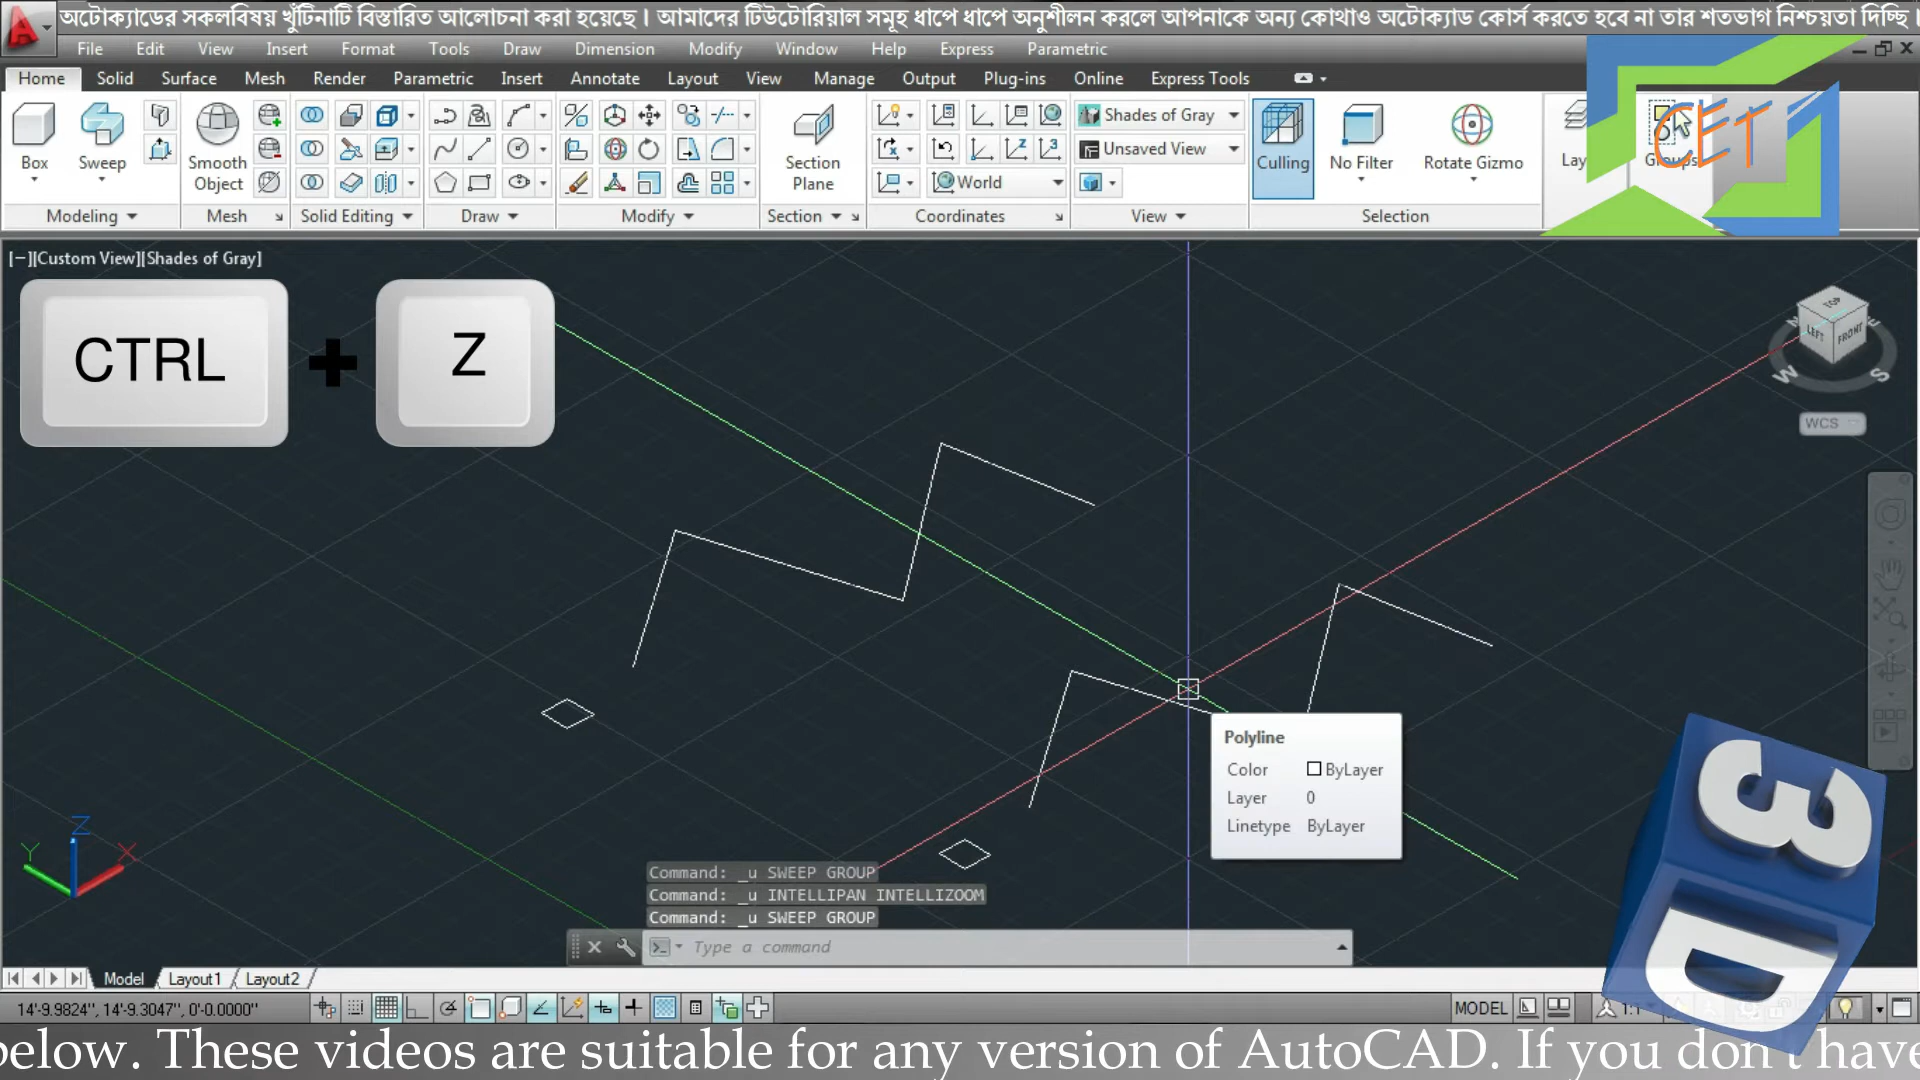 অটোক্যাডের সকলবিষয় খুঁটিনাটি বিস্তারিত আলোচনা করা হয়েছে। আমাদের টিউটোরিয়াল সমূহ ধাপে ধাপে অনুশীলন করলে আপনাকে অন্য কোথাও অটোক্যাড কোর্স করতে হবে না তার শতভাগ নিশ্চয়তা দিচ্ছি।
File Edit View Insert Format Tools Draw Dimension Modify Window Help Express Parametric
Home Solid Surface Mesh Render Parametric Insert Annotate Layout View Manage Output Plug-ins Online Express Tools
Shades of Gray
Unsaved View
World
Box Sweep Smooth Object Section Plane Culling No Filter Rotate Gizmo Lay Groups
CET
Modeling Mesh Solid Editing Draw Modify Section Coordinates View Selection
[−][Custom View][Shades of Gray]
CTRL + Z
TOP
LEFT FRONT
W S
WCS
Polyline
Color ByLayer
Layer 0
Linetype ByLayer
Z
Y X
3D
Command: _u SWEEP GROUP
Command: _u INTELLIPAN INTELLIZOOM
Command: _u SWEEP GROUP
Type a command
Model Layout1 Layout2
14'-9.9824", 14'-9.3047", 0'-0.0000"
MODEL 1:1
below. These videos are suitable for any version of AutoCAD. If you don't have